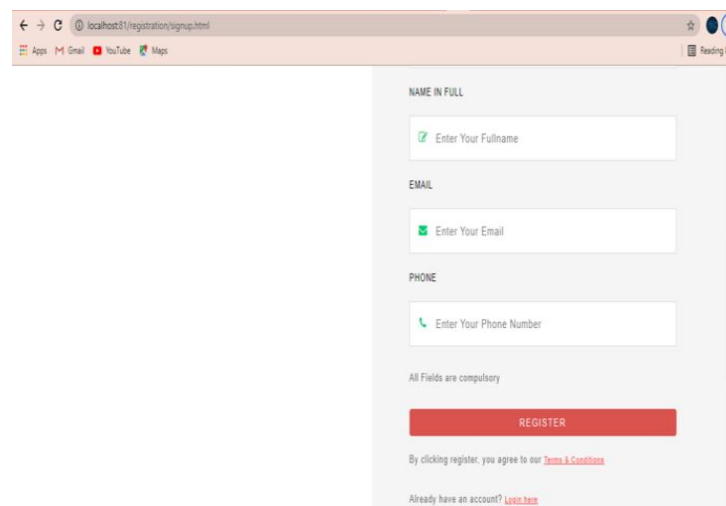 localhost:81/registration/signup.html
Apps Gmail YouTube Maps Reading
NAME IN FULL
Enter Your Fullname
EMAIL
Enter Your Email
PHONE
Enter Your Phone Number
All Fields are compulsory
REGISTER
By clicking register, you agree to our Terms & Conditions
Already have an account? Login here